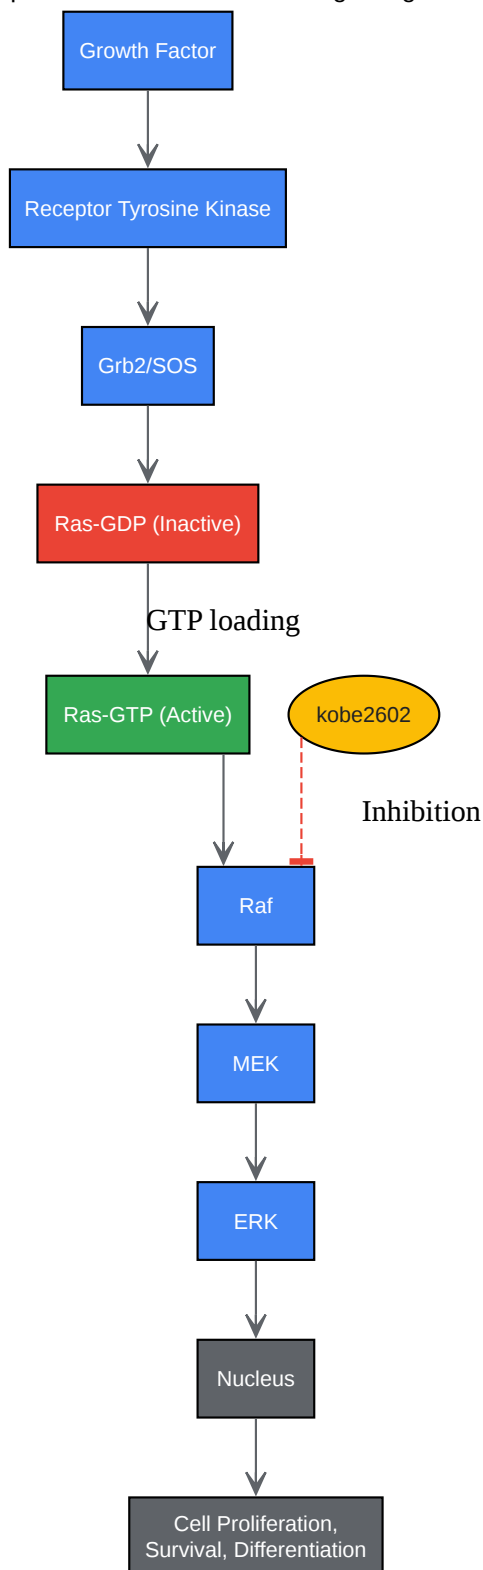 Growth Factor
Receptor Tyrosine Kinase
Grb2/SOS
Ras-GDP (Inactive)
GTP loading
Ras-GTP (Active)
kobe2602
Inhibition
Raf
MEK
ERK
Nucleus
Cell Proliferation,
Survival, Differentiation